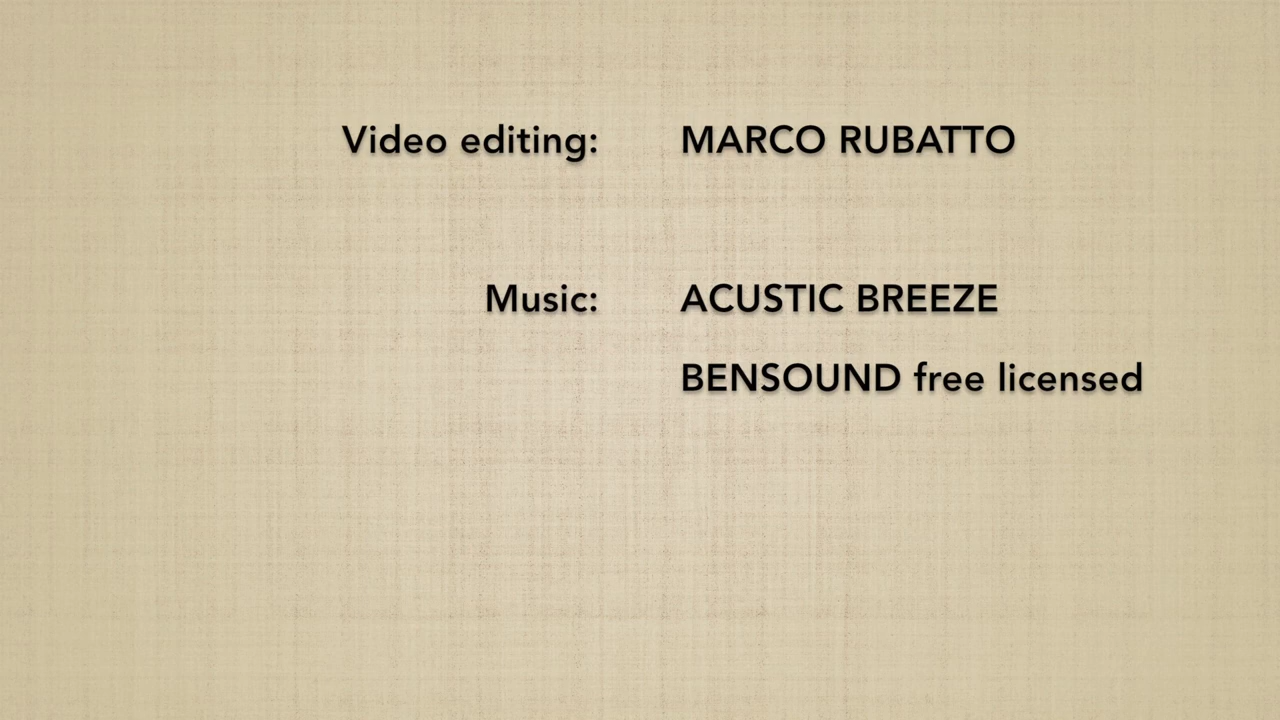 Video editing: MARCO RUBATTO
Music: ACUSTIC BREEZE
BENSOUND free licensed